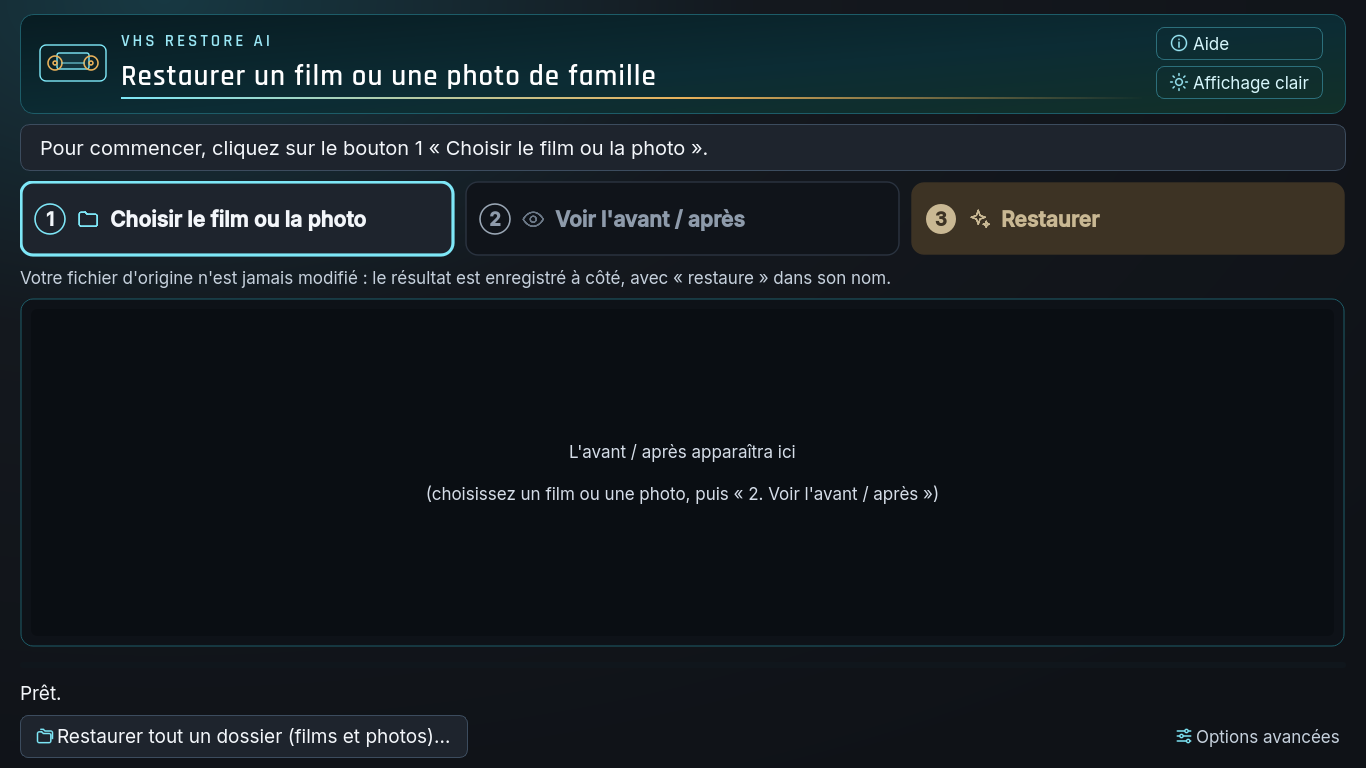 VHS RESTORE AI
Restaurer un film ou une photo de famille
Aide
Affichage clair
Pour commencer, cliquez sur le bouton 1 « Choisir le film ou la photo ».
1 Choisir le film ou la photo
2 Voir l'avant / après
3 Restaurer
Votre fichier d'origine n'est jamais modifié : le résultat est enregistré à côté, avec « restaure » dans son nom.
L'avant / après apparaîtra ici
(choisissez un film ou une photo, puis « 2. Voir l'avant / après »)
Prêt.
Restaurer tout un dossier (films et photos)...
Options avancées